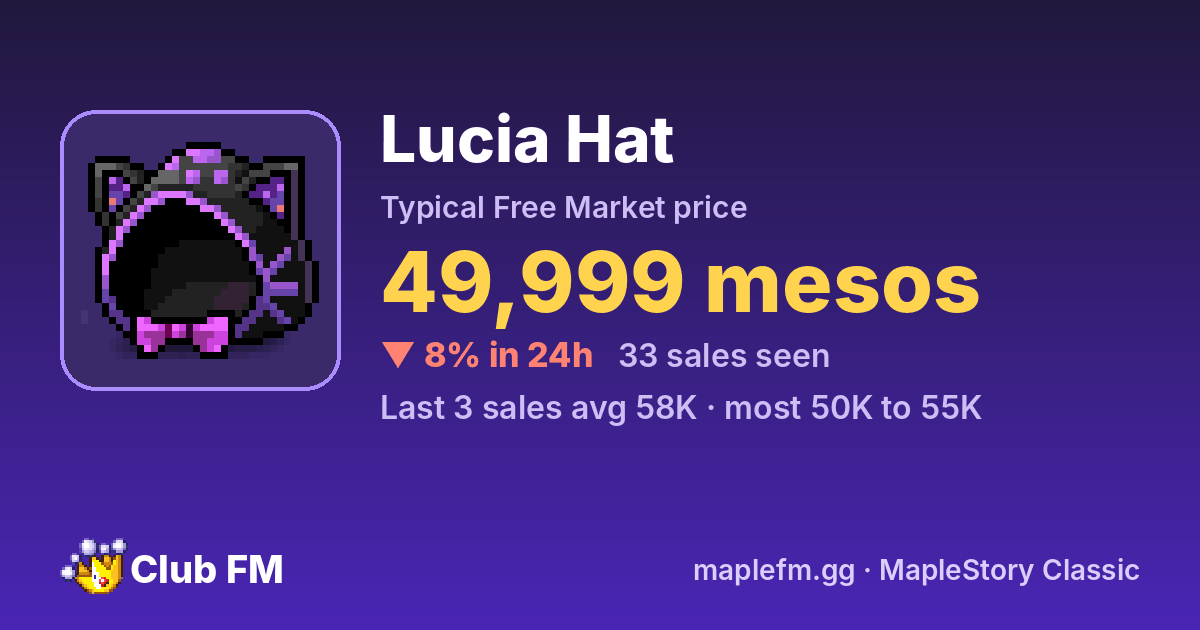 Lucia Hat
Typical Free Market price
49,999 mesos
▼ 8% in 24h 33 sales seen
Last 3 sales avg 58K · most 50K to 55K
Club FM
maplefm.gg · MapleStory Classic